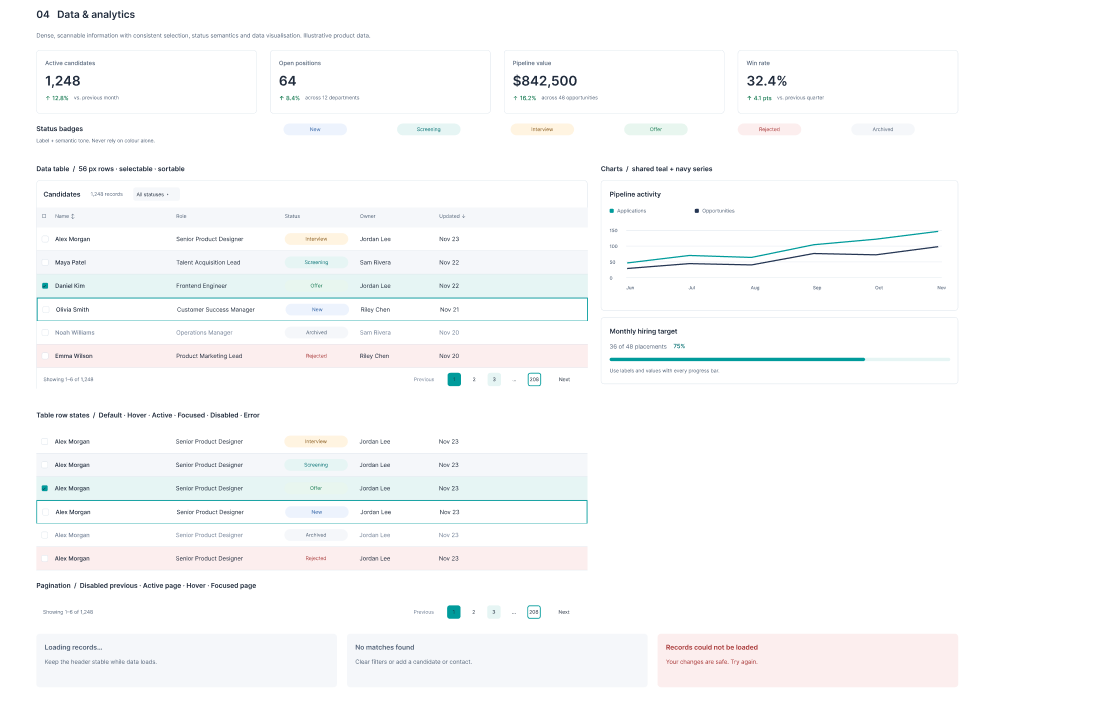 04 Data & analytics
Dense, scannable information with consistent selection, status semantics and data visualisation. Illustrative product data.
Active candidates
1,248
↑ 12.8% vs. previous month
Open positions
64
↑ 8.4% across 12 departments
Pipeline value
$842,500
↑ 16.2% across 46 opportunities
Win rate
32.4%
↑ 4.1 pts vs. previous quarter
Status badges
Label + semantic tone. Never rely on colour alone.
New Screening Interview Offer Rejected Archived
Data table / 56 px rows · selectable · sortable
Candidates 1,248 records All statuses
Name Role Status Owner Updated ↓
Alex Morgan Senior Product Designer Interview Jordan Lee Nov 23
Maya Patel Talent Acquisition Lead Screening Sam Rivera Nov 22
Daniel Kim Frontend Engineer Offer Jordan Lee Nov 22
Olivia Smith Customer Success Manager New Riley Chen Nov 21
Noah Williams Operations Manager Archived Sam Rivera Nov 20
Emma Wilson Product Marketing Lead Rejected Riley Chen Nov 20
Showing 1–6 of 1,248 Previous 1 2 3 ... 208 Next
Charts / shared teal + navy series
Pipeline activity
Applications Opportunities
150
100
50
0
Jun Jul Aug Sep Oct Nov
Monthly hiring target
36 of 48 placements 75%
Use labels and values with every progress bar.
Table row states / Default · Hover · Active · Focused · Disabled · Error
Alex Morgan Senior Product Designer Interview Jordan Lee Nov 23
Alex Morgan Senior Product Designer Screening Jordan Lee Nov 23
Alex Morgan Senior Product Designer Offer Jordan Lee Nov 23
Alex Morgan Senior Product Designer New Jordan Lee Nov 23
Alex Morgan Senior Product Designer Archived Jordan Lee Nov 23
Alex Morgan Senior Product Designer Rejected Jordan Lee Nov 23
Pagination / Disabled previous · Active page · Hover · Focused page
Showing 1–6 of 1,248 Previous 1 2 3 ... 208 Next
Loading records...
Keep the header stable while data loads.
No matches found
Clear filters or add a candidate or contact.
Records could not be loaded
Your changes are safe. Try again.